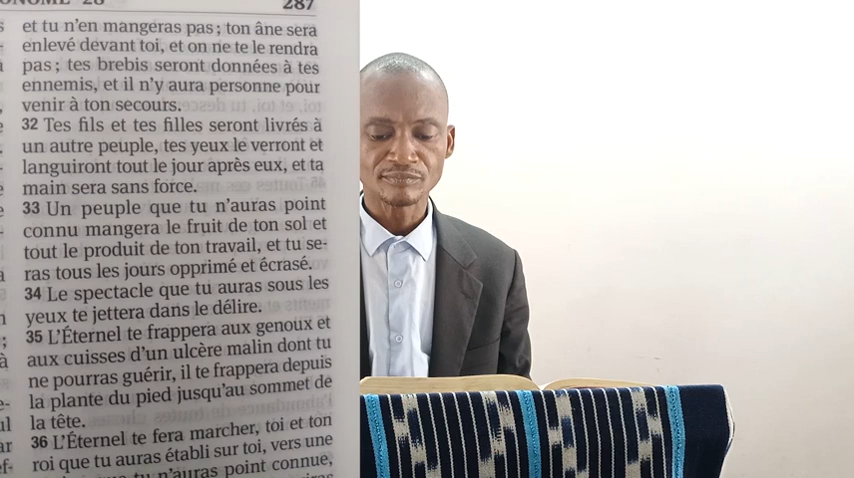 28
287
et tu n'en mangeras pas ; ton âne sera
enlevé devant toi, et on ne te le rendra
pas ; tes brebis seront données à tes
ennemis, et il n'y aura personne pour
venir à ton secours.
32 Tes fils et tes filles seront livrés à
un autre peuple, tes yeux le verront et
languiront tout le jour après eux, et ta
main sera sans force.
33 Un peuple que tu n'auras point
connu mangera le fruit de ton sol et
tout le produit de ton travail, et tu se-
ras tous les jours opprimé et écrasé.
34 Le spectacle que tu auras sous les
yeux te jettera dans le délire.
35 L'Éternel te frappera aux genoux et
aux cuisses d'un ulcère malin dont tu
ne pourras guérir, il te frappera depuis
la plante du pied jusqu'au sommet de
la tête.
36 L'Éternel te fera marcher, toi et ton
roi que tu auras établi sur toi, vers une
que tu n'auras point connue,